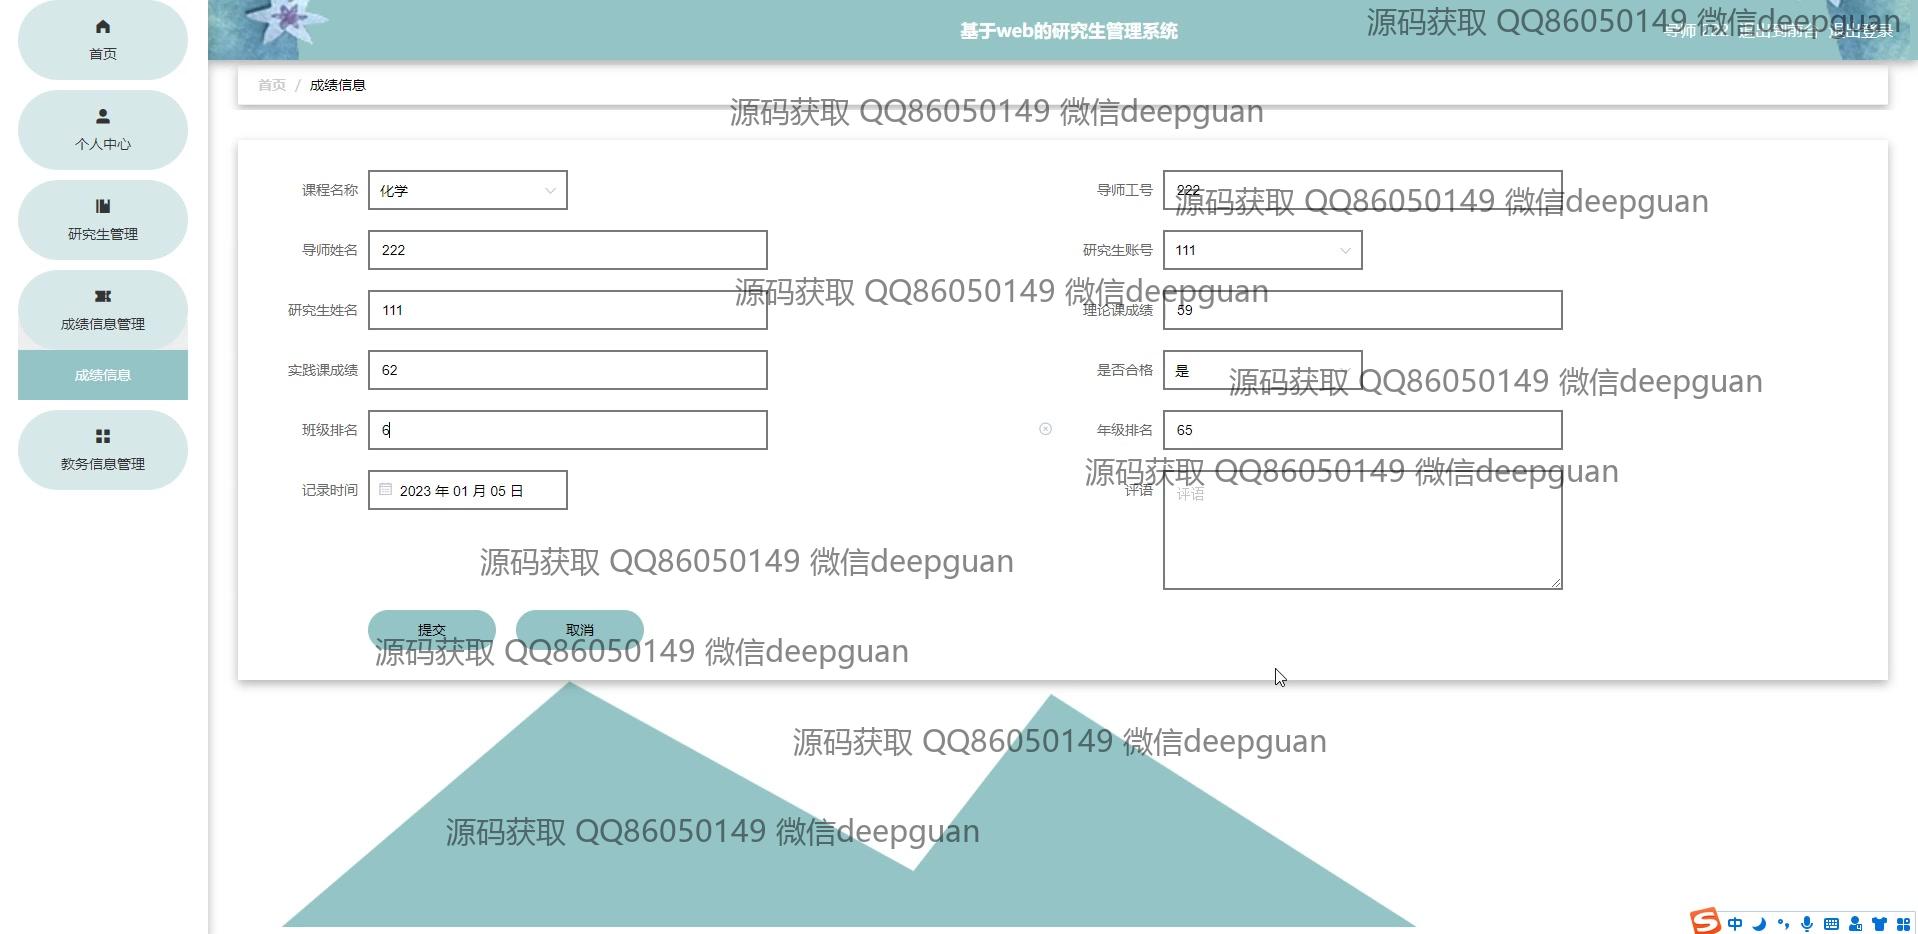 首页
个人中心
研究生管理
成绩信息管理
成绩信息
教务信息管理
基于web的研究生管理系统
源码获取 QQ86050149 微信deepguan
导师 222 退出到前台 退出登录
首页 / 成绩信息
源码获取 QQ86050149 微信deepguan
课程名称 化学
导师工号 222
源码获取 QQ86050149 微信deepguan
导师姓名 222
研究生账号 111
源码获取 QQ86050149 微信deepguan
研究生姓名 111
理论课成绩 59
实践课成绩 62
是否合格 是
源码获取 QQ86050149 微信deepguan
班级排名 6
年级排名 65
源码获取 QQ86050149 微信deepguan
记录时间 2023 年 01 月 05 日
评语 评语
源码获取 QQ86050149 微信deepguan
提交 取消
源码获取 QQ86050149 微信deepguan
源码获取 QQ86050149 微信deepguan
源码获取 QQ86050149 微信deepguan
中